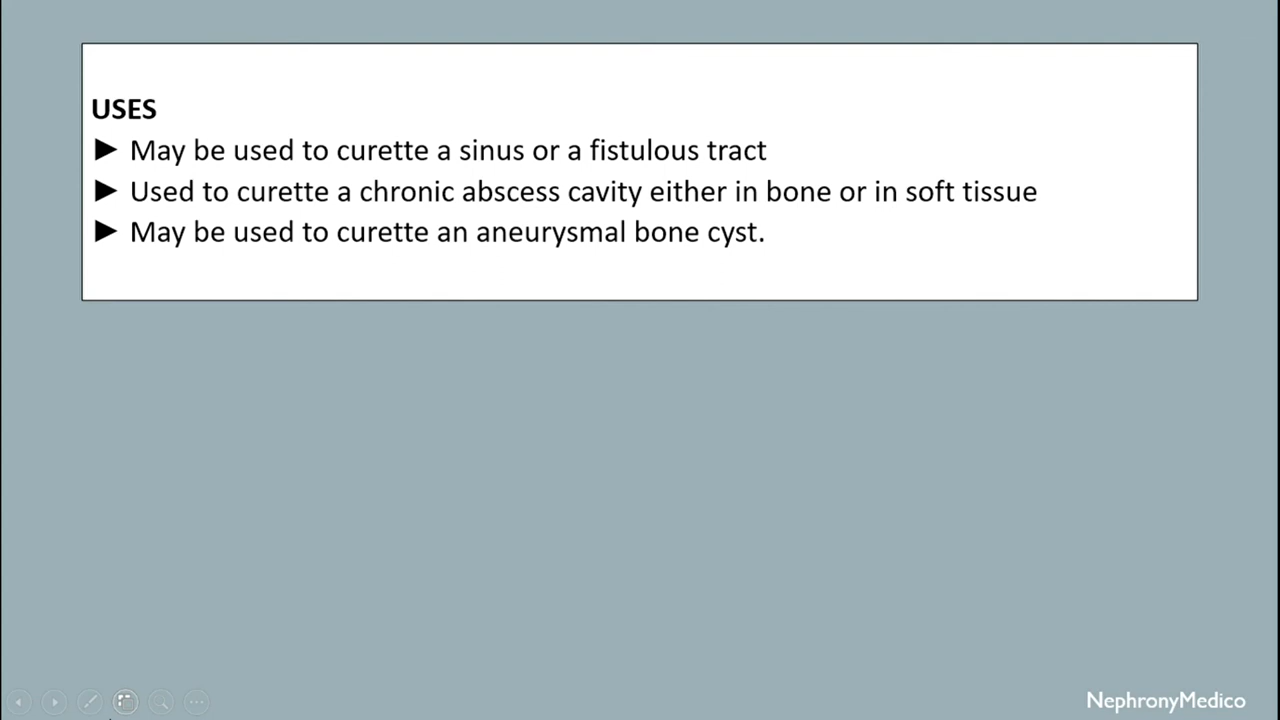 USES
► May be used to curette a sinus or a fistulous tract
► Used to curette a chronic abscess cavity either in bone or in soft tissue
► May be used to curette an aneurysmal bone cyst.
NephronyMedico